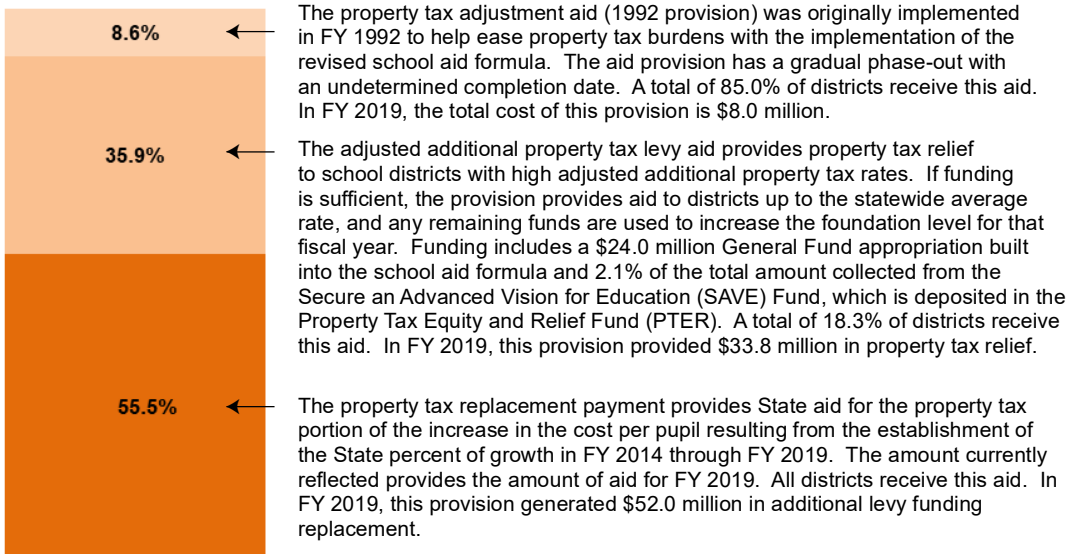 8.6%
The property tax adjustment aid (1992 provision) was originally implemented
in FY 1992 to help ease property tax burdens with the implementation of the
revised school aid formula.  The aid provision has a gradual phase-out with
an undetermined completion date.  A total of 85.0% of districts receive this aid.
In FY 2019, the total cost of this provision is $8.0 million.
35.9%
The adjusted additional property tax levy aid provides property tax relief
to school districts with high adjusted additional property tax rates.  If funding
is sufficient, the provision provides aid to districts up to the statewide average
rate, and any remaining funds are used to increase the foundation level for that
fiscal year.  Funding includes a $24.0 million General Fund appropriation built
into the school aid formula and 2.1% of the total amount collected from the
Secure an Advanced Vision for Education (SAVE) Fund, which is deposited in the
Property Tax Equity and Relief Fund (PTER).  A total of 18.3% of districts receive
this aid.  In FY 2019, this provision provided $33.8 million in property tax relief.
55.5%
The property tax replacement payment provides State aid for the property tax
portion of the increase in the cost per pupil resulting from the establishment of
the State percent of growth in FY 2014 through FY 2019.  The amount currently
reflected provides the amount of aid for FY 2019.  All districts receive this aid.  In
FY 2019, this provision generated $52.0 million in additional levy funding
replacement.